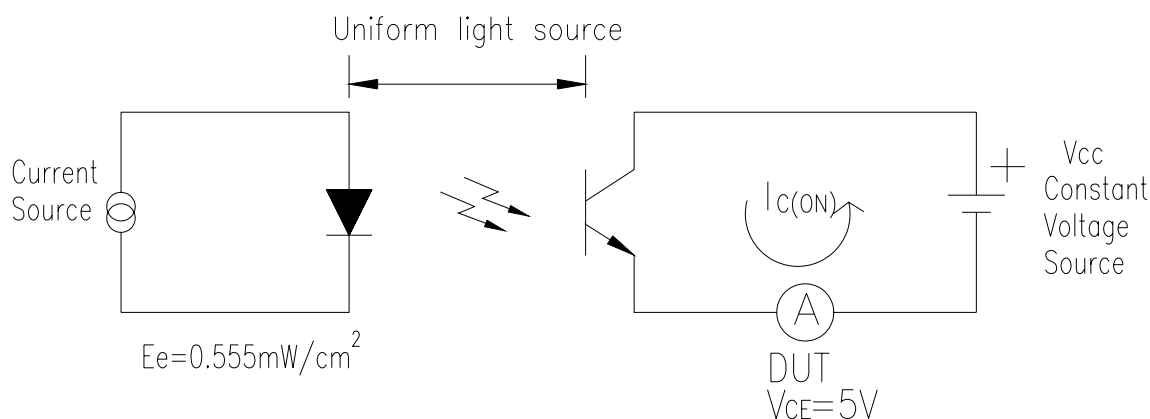 Uniform light source
Current
Source
IC(ON)
+
Vcc
Constant
Voltage
Source
A
Ee=0.555mW/cm²
DUT
VCE=5V